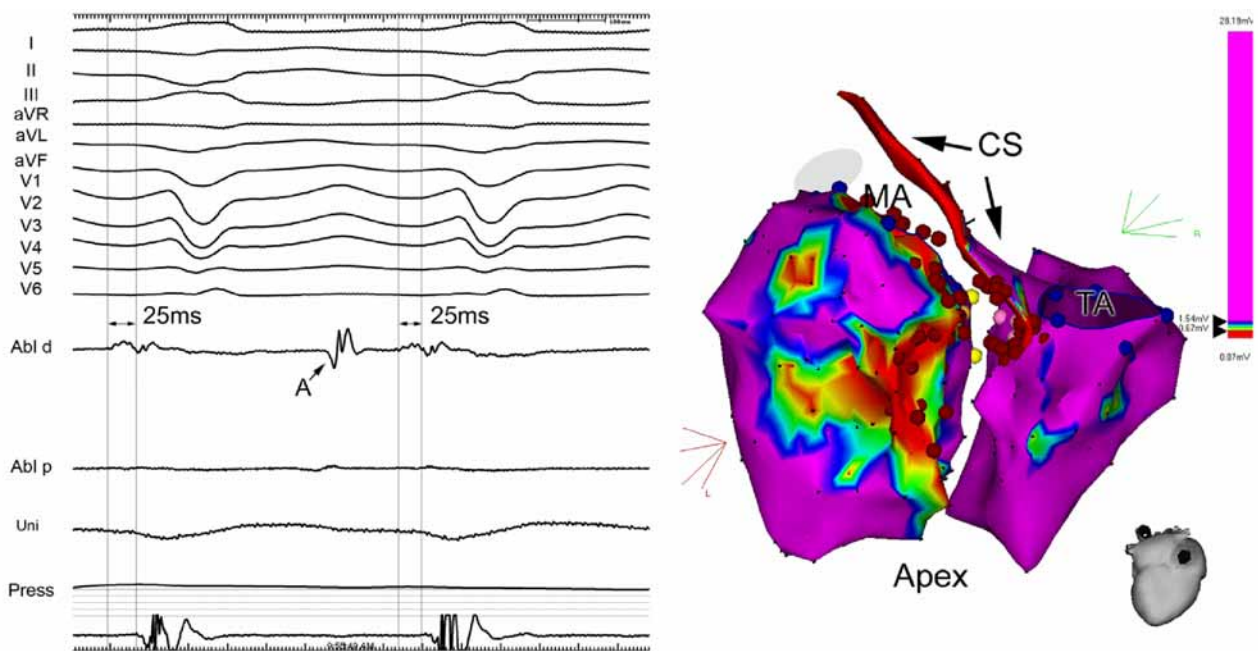 100ms
I
II
III
aVR
aVL
aVF
V1
V2
V3
V4
V5
V6
25ms
25ms
Abl d
A
Abl p
Uni
Press
28.19mV
CS
MA
R
TA
1.54mV
0.67mV
0.07mV
L
Apex